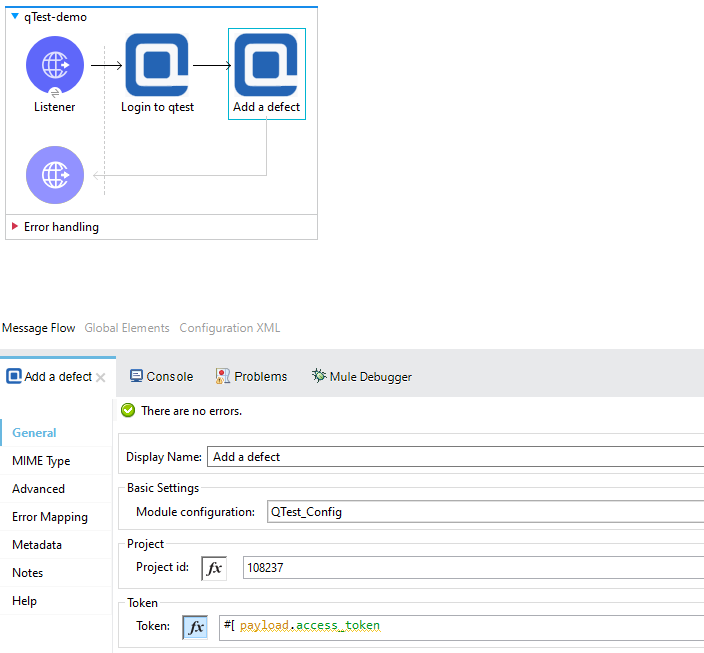 qTest-demo
Listener
Login to qtest
Add a defect
Error handling
Message Flow Global Elements Configuration XML
Add a defect Console Problems Mule Debugger
There are no errors.
General
MIME Type
Advanced
Error Mapping
Metadata
Notes
Help
Display Name: Add a defect
Basic Settings
Module configuration: QTest_Config
Project
Project id: fx 108237
Token
Token: fx #[ payload.access_token